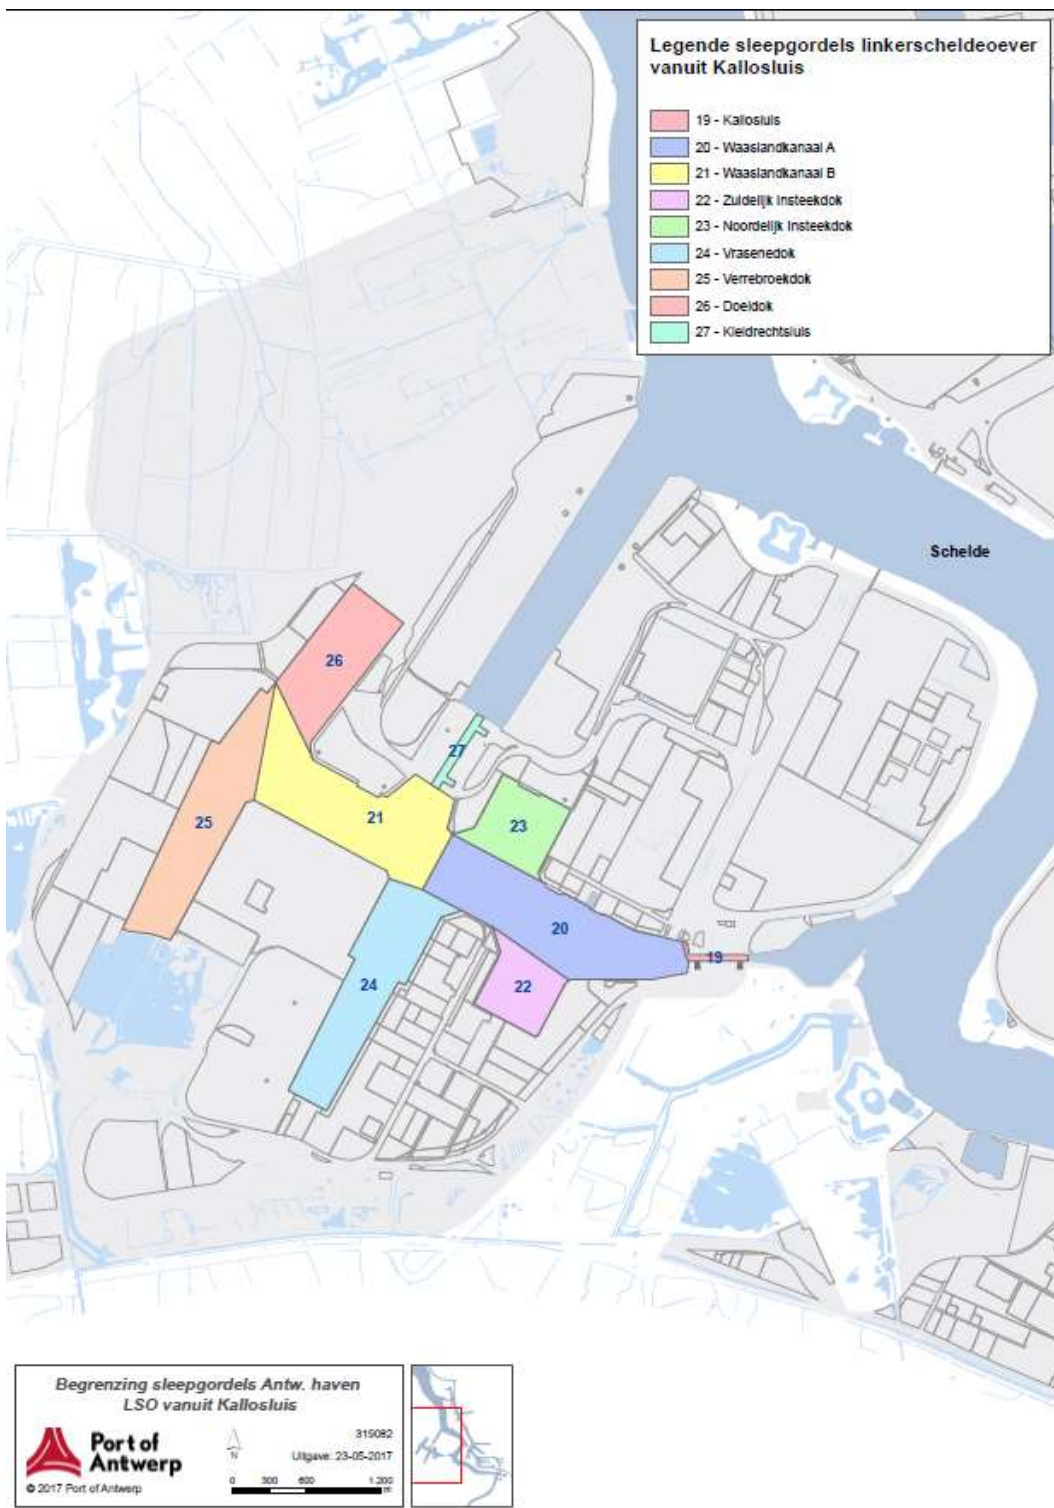 Legende sleepgordels linkerscheldeoever
vanuit Kallosluis
19 - Kallosluis
20 - Waaslandkanaal A
21 - Waaslandkanaal B
22 - Zuidelijk Insteekdok
23 - Noordelijk Insteekdok
24 - Vrasenedok
25 - Verrebroekdok
26 - Doeldok
27 - Kieldrechtsluis
Schelde
26
27
21
23
25
20
19
24
22
Begrenzing sleepgordels Antw. haven
LSO vanuit Kallosluis
Port of
Antwerp
© 2017 Port of Antwerp
N
315082
Uitgave: 23-05-2017
0 300 600 1.200
m